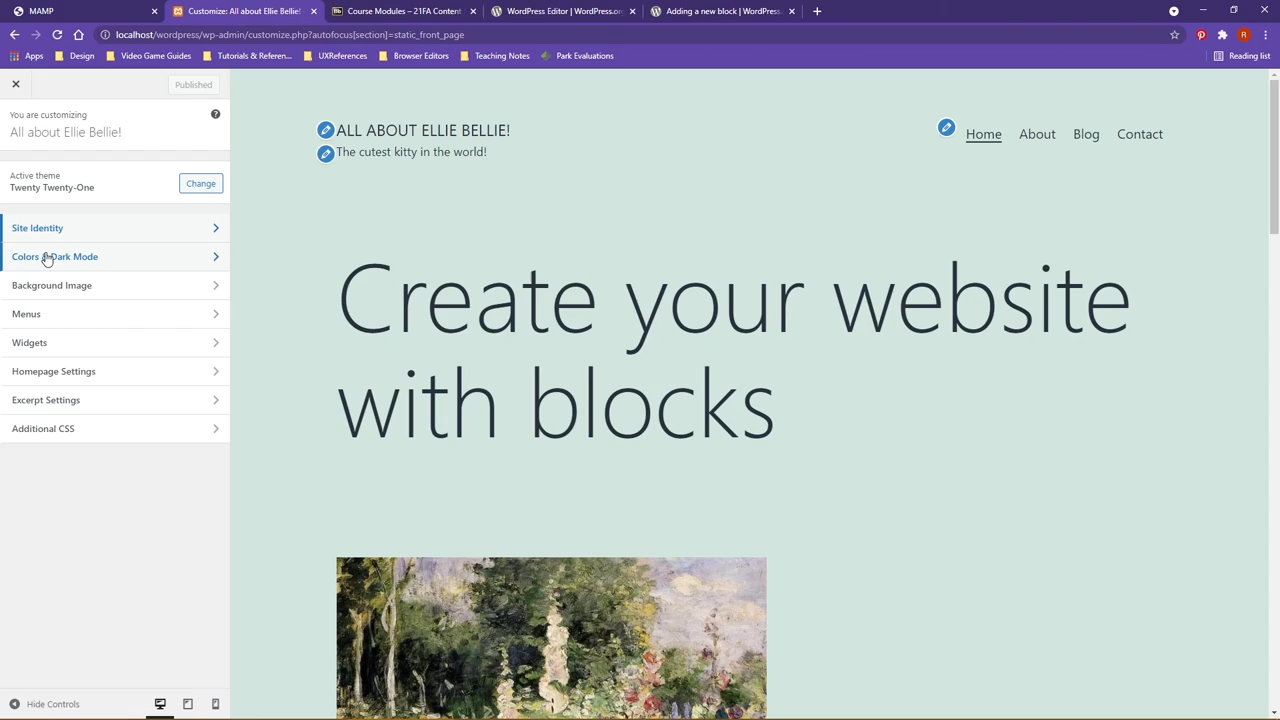 MAMP
Customize: All about Ellie Bellie!
Course Modules – 21FA Content
WordPress Editor | WordPress.org
Adding a new block | WordPress.
localhost/wordpress/wp-admin/customize.php?autofocus[section]=static_front_page
Apps
Design
Video Game Guides
Tutorials & Referen...
UXReferences
Browser Editors
Teaching Notes
Park Evaluations
Reading list
Published
You are customizing
All about Ellie Bellie!
Active theme
Twenty Twenty-One
Change
Site Identity
Colors & Dark Mode
Background Image
Menus
Widgets
Homepage Settings
Excerpt Settings
Additional CSS
Hide Controls
ALL ABOUT ELLIE BELLIE!
The cutest kitty in the world!
Home About Blog Contact
Create your website
with blocks